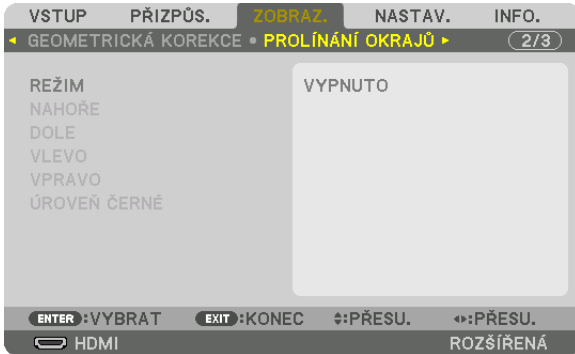 VSTUP PŘIZPŮS. ZOBRAZ. NASTAV. INFO.
◂ GEOMETRICKÁ KOREKCE • PROLÍNÁNÍ OKRAJŮ ▸ 2/3
REŽIM VYPNUTO
NAHOŘE
DOLE
VLEVO
VPRAVO
ÚROVEŇ ČERNÉ
ENTER :VYBRAT EXIT :KONEC ♦:PŘESU. ◂▸:PŘESU.
HDMI ROZŠÍŘENÁ